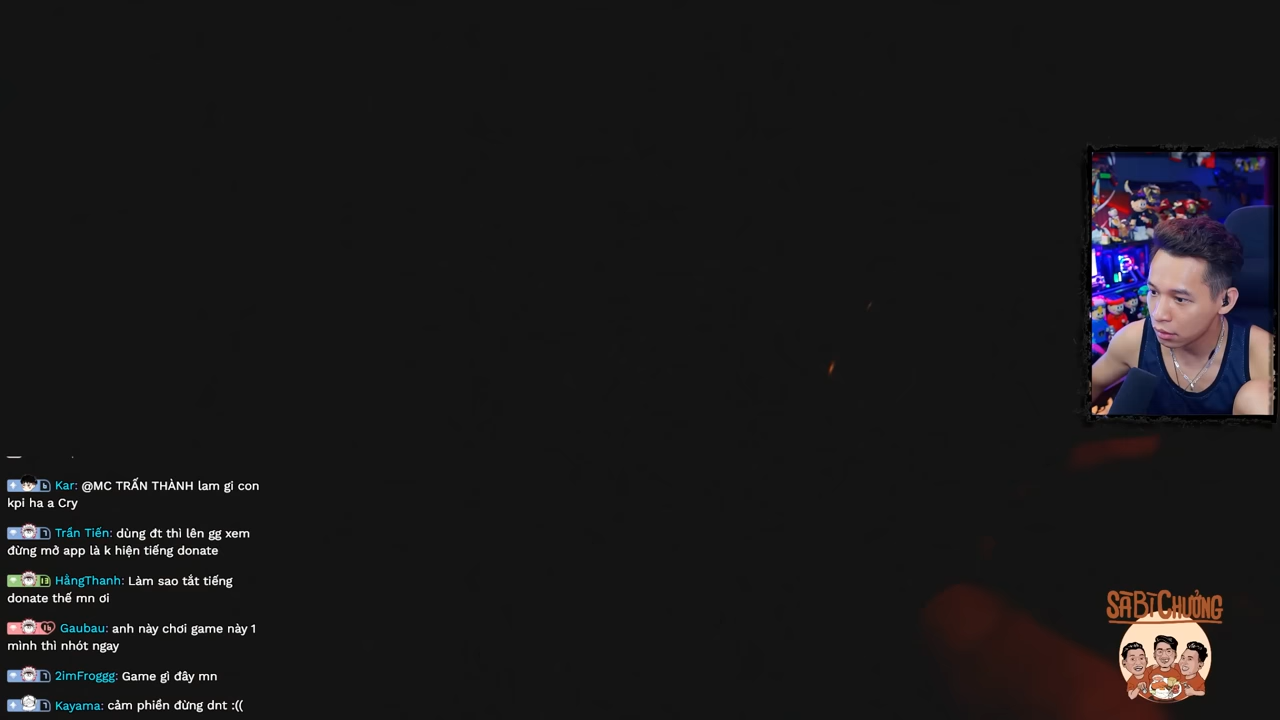 Kar: @MC TRẤN THÀNH lam gi con
kpi ha a Cry
Trần Tiến: dùng đt thì lên gg xem
đừng mở app là k hiện tiếng donate
HằngThanh: Làm sao tắt tiếng
donate thế mn ơi
Gaubau: anh này chơi game này 1
mình thì nhót ngay
2imFroggg: Game gì đây mn
Kayama: cảm phiền đừng dnt :((
SÀBÌCHƯỞNG